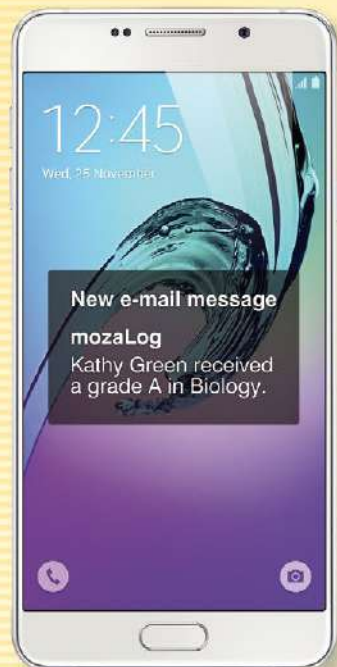 12:45
Wed, 25 November
New e-mail message
mozaLog
Kathy Green received
a grade A in Biology.